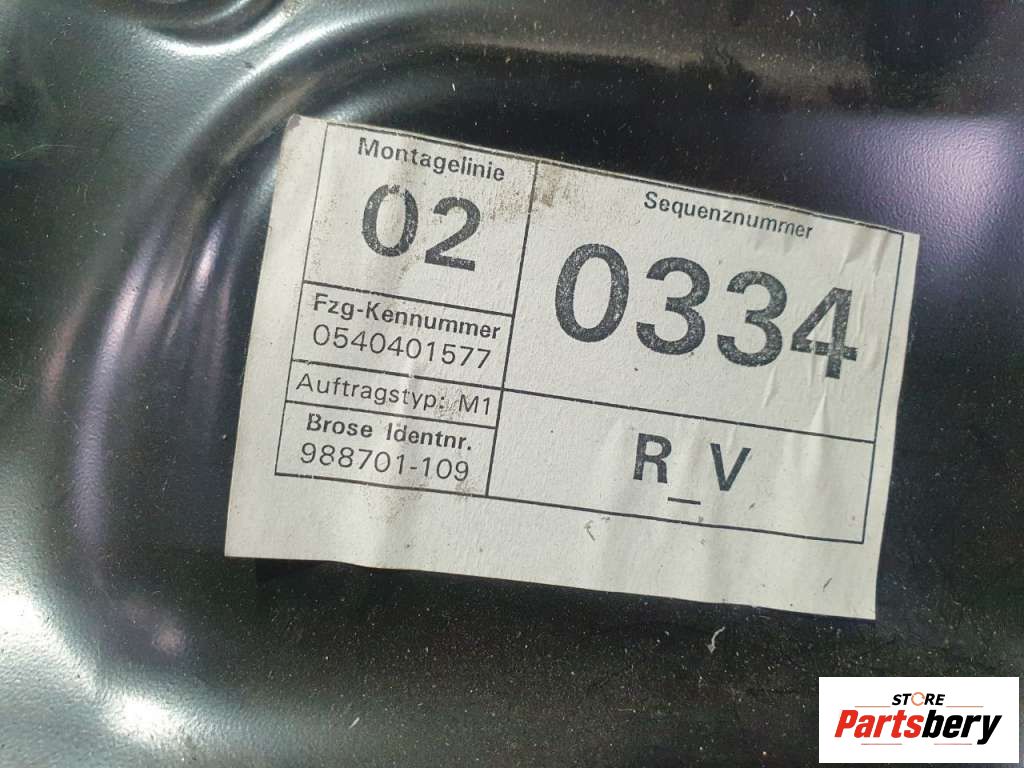 Montagelinie
02
Sequenznummer
0334
Fzg-Kennummer
0540401577
Auftragstyp: M1
Brose Identnr.
988701-109
R_V
STORE
Partsbery